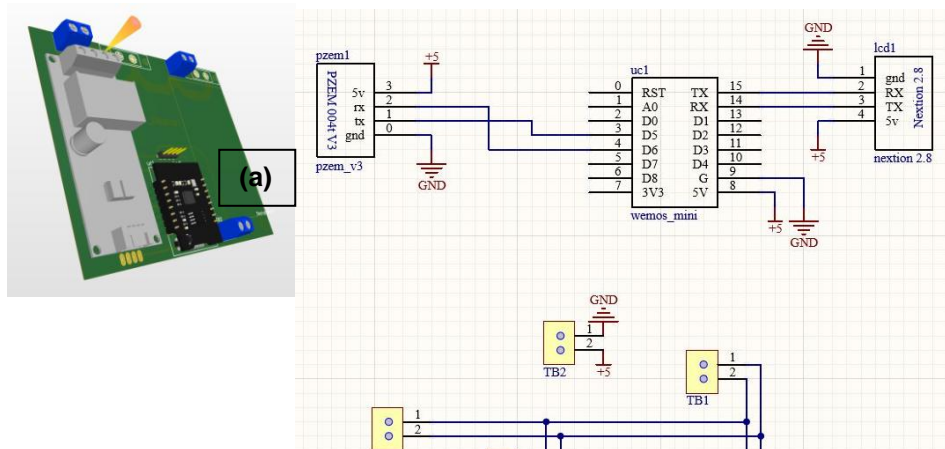 (a)
pzem1
PZEM 004t V3
5v 3
rx 2
tx 1
gnd 0
pzem_v3
+5
GND
uc1
0 RST TX 15
1 A0 RX 14
2 D0 D1 13
3 D5 D2 12
4 D6 D3 11
5 D7 D4 10
6 D8 G 9
7 3V3 5V 8
wemos_mini
+5
GND
GND
lcd1
1 gnd
2 RX
3 TX
4 5v
Nextion 2.8
nextion 2.8
+5
GND
1
2
TB2
+5
1
2
TB1
1
2